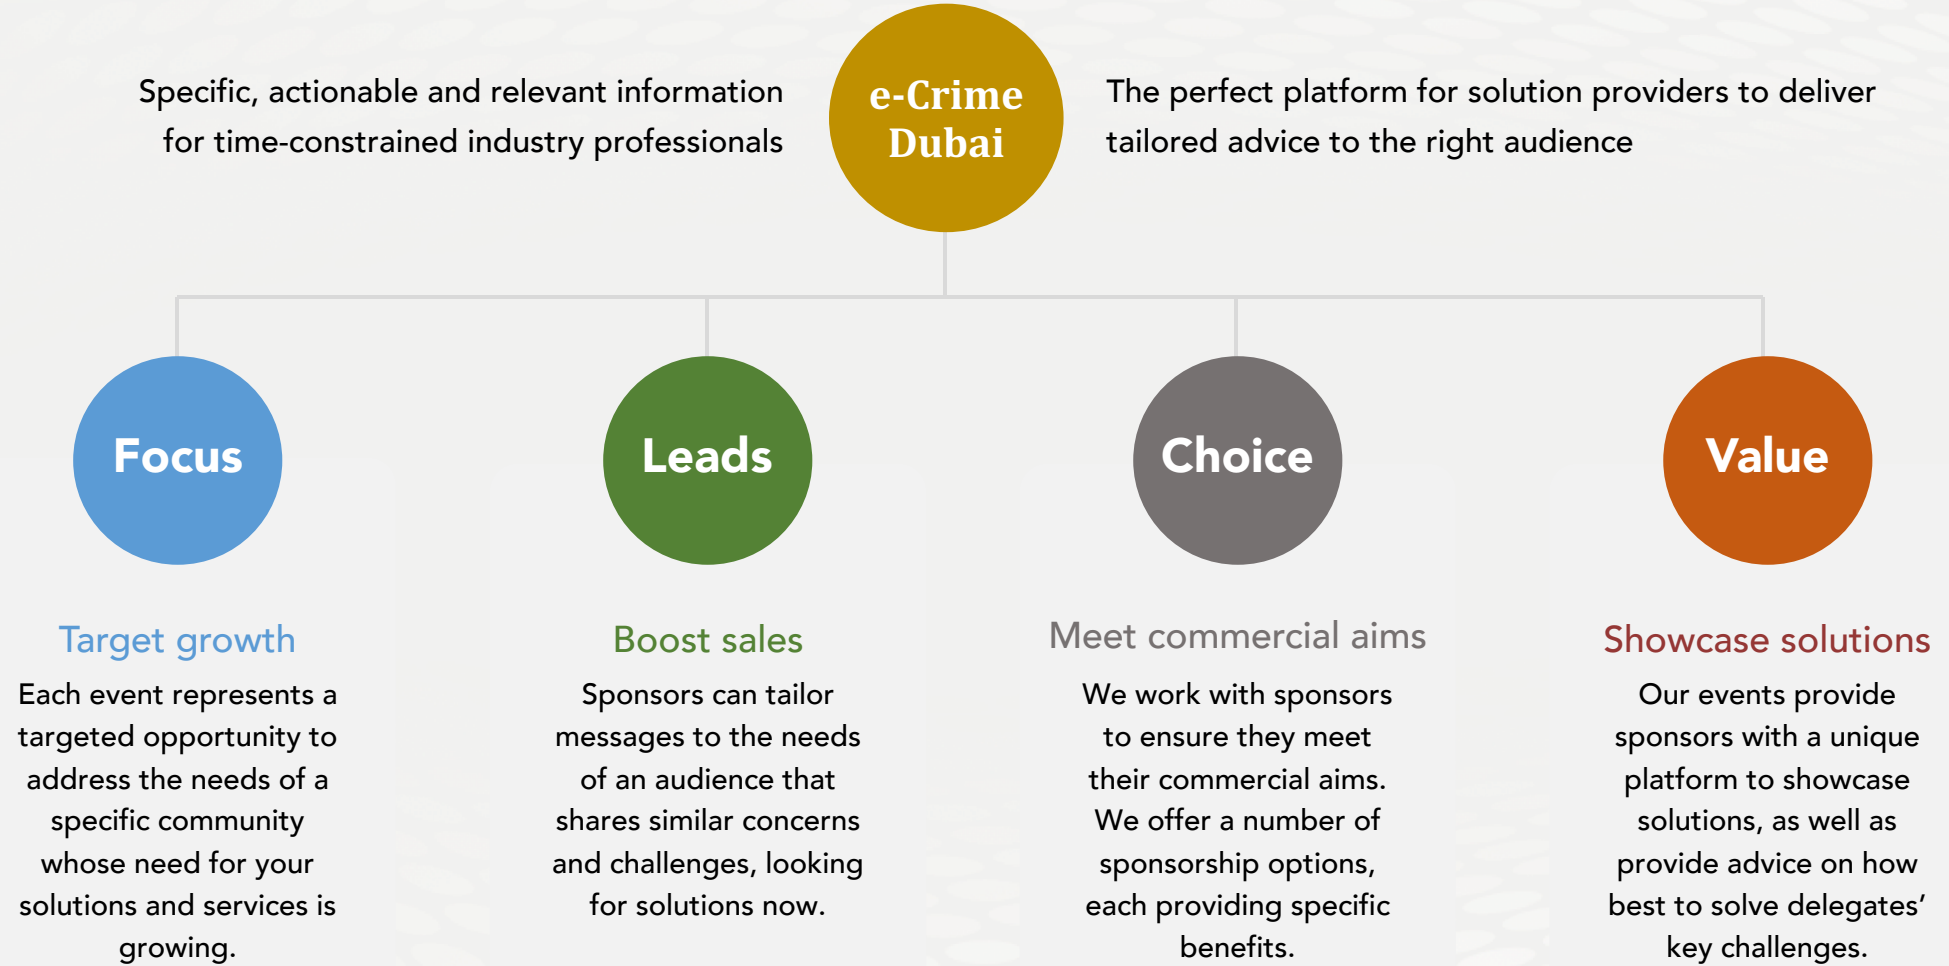 Specific, actionable and relevant information
for time-constrained industry professionals
e-Crime
Dubai
The perfect platform for solution providers to deliver
tailored advice to the right audience
Focus
Target growth
Each event represents a
targeted opportunity to
address the needs of a
specific community
whose need for your
solutions and services is
growing.
Leads
Boost sales
Sponsors can tailor
messages to the needs
of an audience that
shares similar concerns
and challenges, looking
for solutions now.
Choice
Meet commercial aims
We work with sponsors
to ensure they meet
their commercial aims.
We offer a number of
sponsorship options,
each providing specific
benefits.
Value
Showcase solutions
Our events provide
sponsors with a unique
platform to showcase
solutions, as well as
provide advice on how
best to solve delegates’
key challenges.